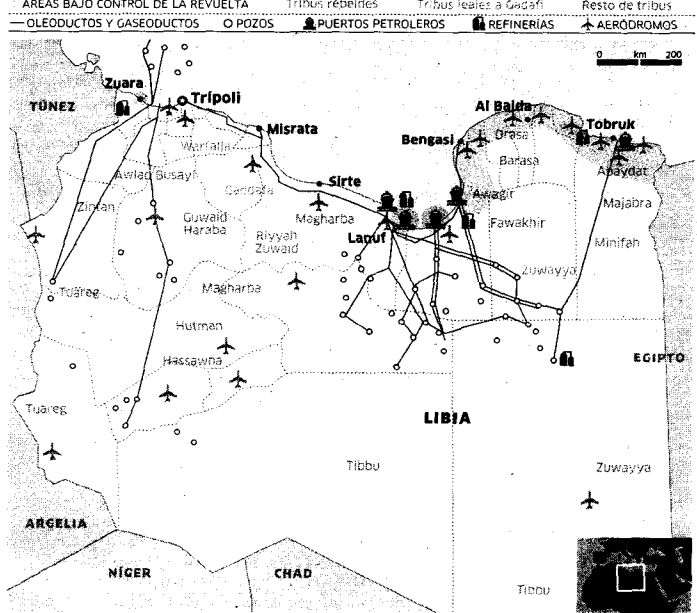 ÁREAS BAJO CONTROL DE LA REVUELTA Tribus rebeldes Tribus leales a Gadafi Resto de tribus
OLEODUCTOS Y GASEODUCTOS POZOS PUERTOS PETROLEROS REFINERÍAS AERÓDROMOS
0 km 200
Zuara
TÚNEZ
Trípoli
Al Baida
Misrata
Tobruk
Bengasi
Drasa
Warfalla
Barasa
Awlad Busayf
Abaydat
Gaddafa
Sirte
Awagir
Zintan
Majabra
Guwaid
Haraba
Magharba
Fawakhir
Lanuf
Riyyah
Zuwaid
Minifah
Zuwayya
Tuáreg
Magharba
Hutman
Hassawna
EGIPTO
Tuareg
LIBIA
Tibbu
Zuwayya
ARGELIA
NÍGER
CHAD
Tibbu